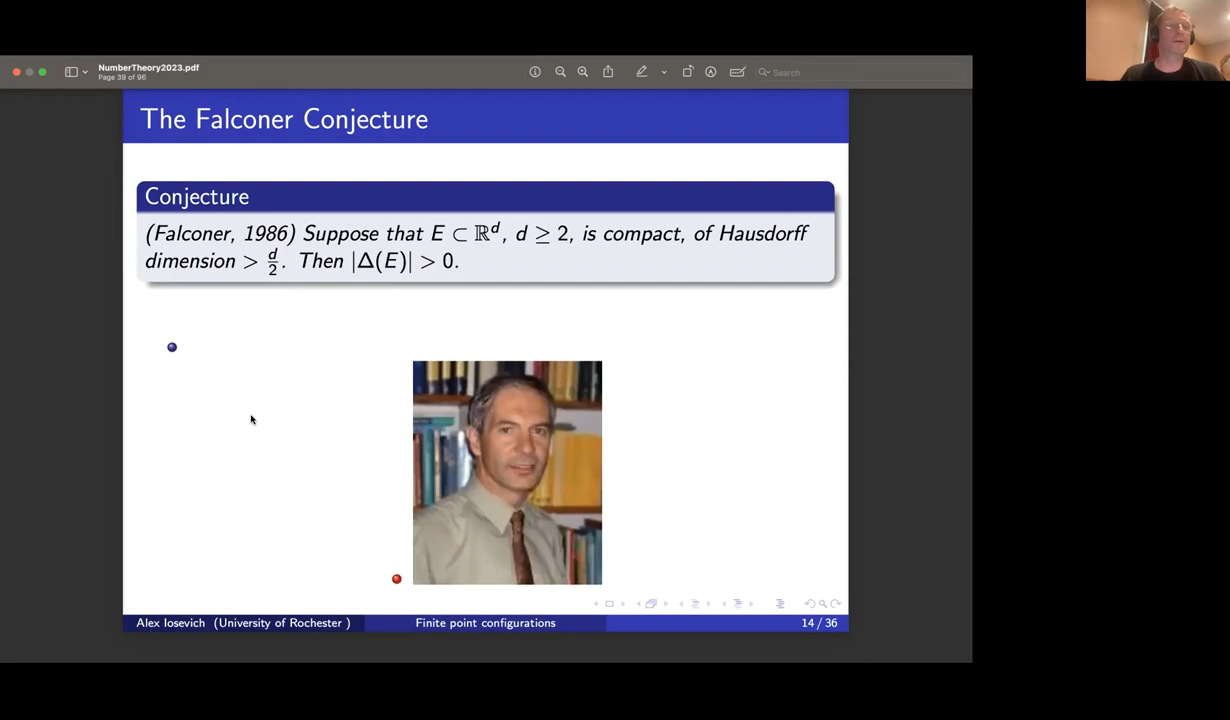 NumberTheory2023.pdf
Page 39 of 96
Search
The Falconer Conjecture
Conjecture
(Falconer, 1986) Suppose that E ⊂ ℝᵈ, d ≥ 2, is compact, of Hausdorff
dimension > d/2. Then |Δ(E)| > 0.
Alex Iosevich (University of Rochester )
Finite point configurations
14 / 36